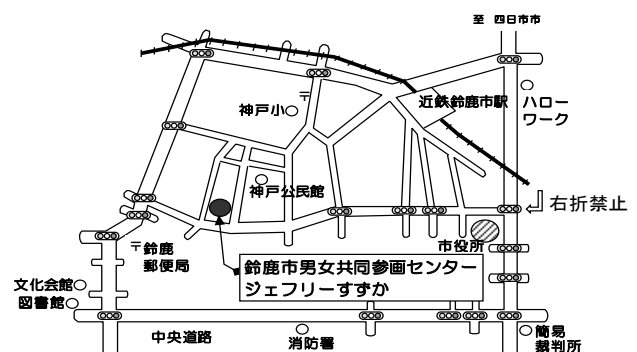 至 四日市市
近鉄鈴鹿市駅
ハロー
ワーク
〒
神戸小
神戸公民館
右折禁止
市役所
〒鈴鹿
郵便局
鈴鹿市男女共同参画センター
ジェフリーすずか
文化会館
図書館
中央道路
消防署
簡易
裁判所